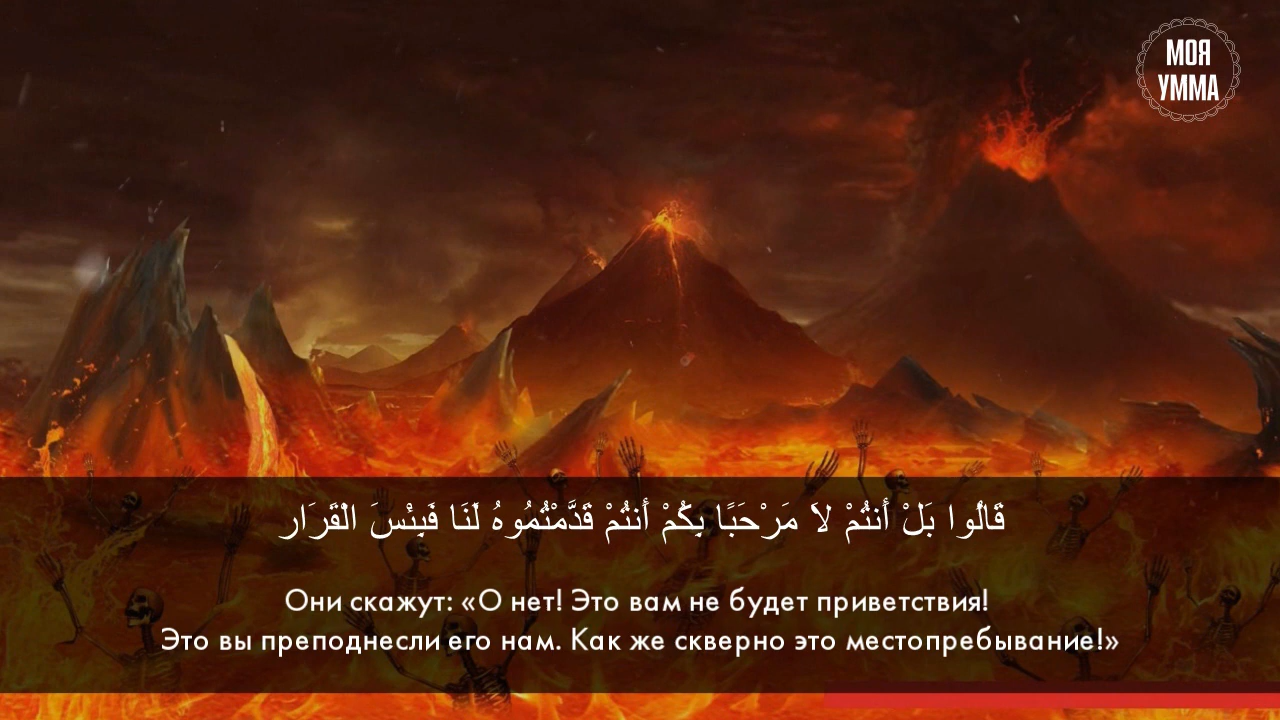 МОЯ
УММА
قَالُوا بَلْ أَنتُمْ لاَ مَرْحَبًا بِكُمْ أَنتُمْ قَدَّمْتُمُوهُ لَنَا فَبِئْسَ الْقَرَار
Они скажут: «О нет! Это вам не будет приветствия!
Это вы преподнесли его нам. Как же скверно это местопребывание!»